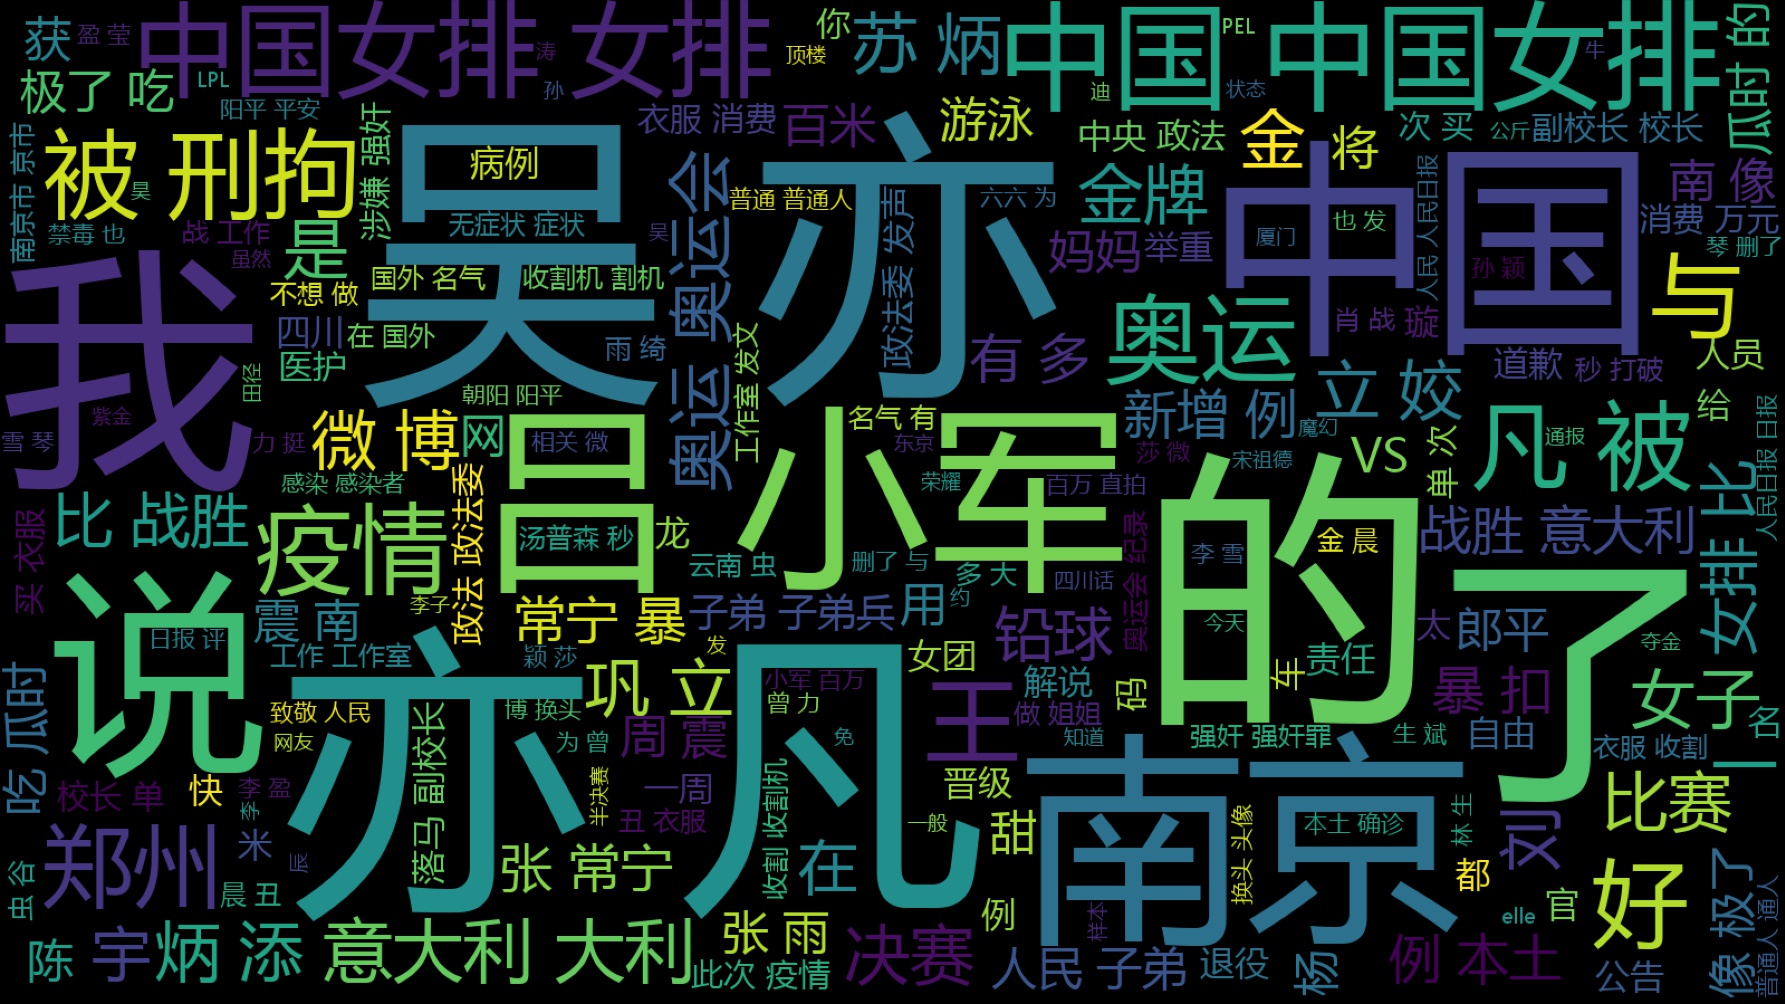 获
盈 莹
中国女排 女排
涛
孙
你
顶楼
苏 炳
中国 中国女排
PEL
牛
瓜时 的
极了 吃
LPL
阳平 平安
涉嫌 强奸
衣服 消费
百米
游泳
迪
状态
中央 政法
金
将
次 买
公斤
副校长 校长
南京市 京市
被 刑拘
昊
吴 亦
病例
无症状 症状
吴
奥运 奥运会
普通 普通人
政法委 发声
六六 为
金牌
中国
也 发
厦门
孙 颖
人民 人民日报
南 像
消费 万元
琴 删了
禁毒 也
战 工作
虽然
是
国外 名气
收割机 割机
妈妈
举重
我
不想 做
四川
在 国外
医护
雨 绮
工作室 发文
有 多
奥运
肖 战
璇
与
道歉
秒 打破
人员
田径
紫金
雪 琴
力 挺
朝阳 阳平
微 博
网
吕 小军
相关 微
名气 有
东京
荣耀
新增 例
魔幻
立 姣
莎 微
宋祖德
VS
单 次
凡 被
通报
给
人民日报 日报
感染 感染者
比 战胜
疫情
政法 政法委
汤普森 秒
龙
百万 直拍
奥运会 纪录
的
李 雪
金 晨
战胜 意大利
女排 比
买 衣服
云南 虫
删了 与
多 大
四川话
了
说
日报 评
震 南
李子
常宁 暴
子弟 子弟兵
用
约
铅球
今天
太
郎平
夺金
工作 工作室
颖 莎
发
女团
解说
车
责任
吃 瓜时
亦 凡
巩 立
小军 百万
曾 力
王
做 姐姐
码
暴 扣
女子
一 名
致敬 人民
网友
落马 副校长
博 换头
为 曾
周 震
免
知道
强奸 强奸罪
生 斌
自由
衣服 收割
校长 单
快
李 盈
李
半决赛
一周
丑 衣服
收割 收割机
晋级
一般
南京
换头 头像
本土 确诊
林 生
刘
比赛
郑州
米
辰
虫 谷
晨 丑
张 常宁
在
甜
都
陈
宇
炳 添
意大利 大利
张 雨
此次 疫情
决赛
例
人民 子弟
样本
退役
杨
例 本土
elle
官
好
公告
像 极了
普通人 通人